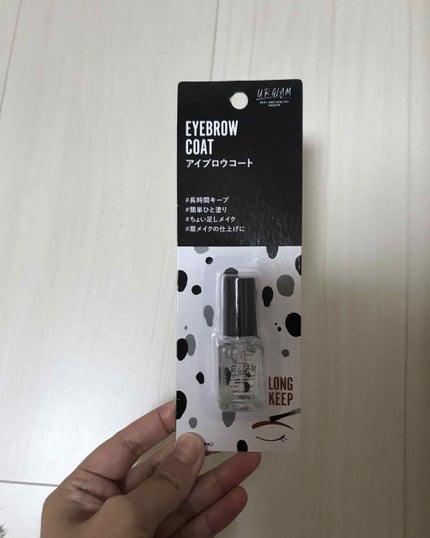 URGLAM
EYEBROW
COAT
アイブロウコート
#長時間キープ
#簡単ひと塗り
#ちょい足しメイク
#眉メイクの仕上げに
URGLAM
LONG
KEEP